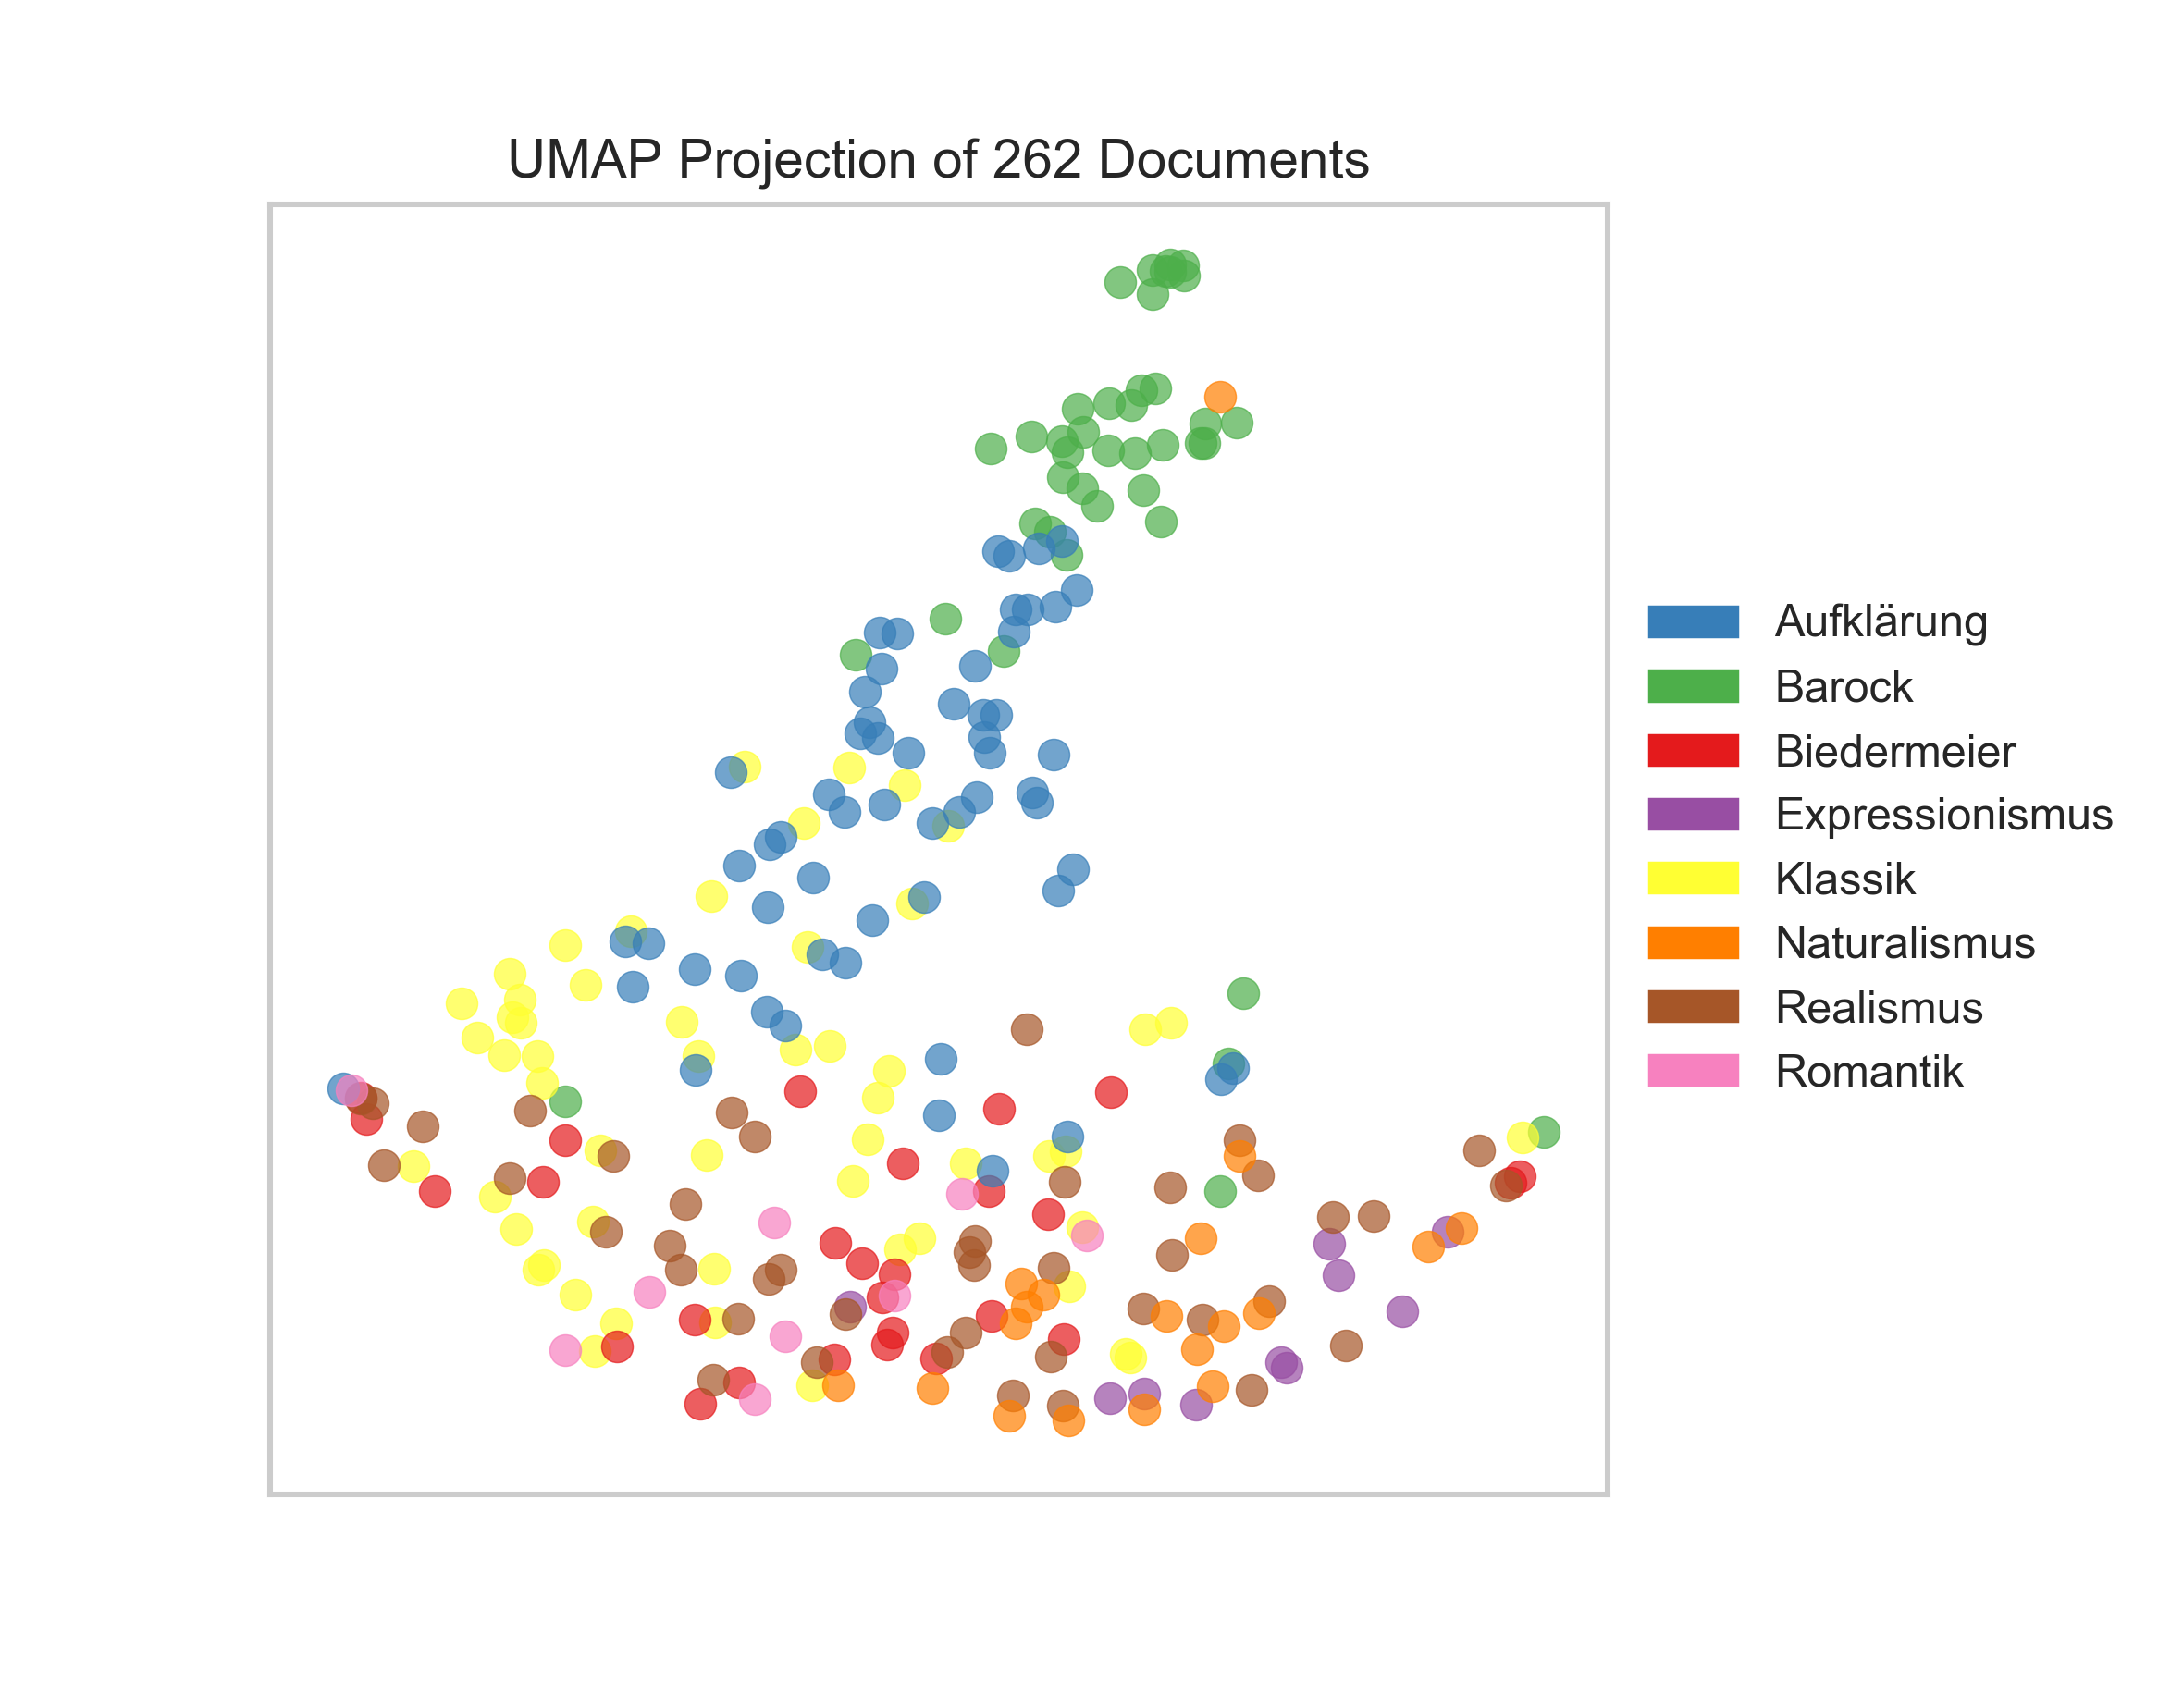 UMAP Projection of 262 Documents
Aufklärung
Barock
Biedermeier
Expressionismus
Klassik
Naturalismus
Realismus
Romantik